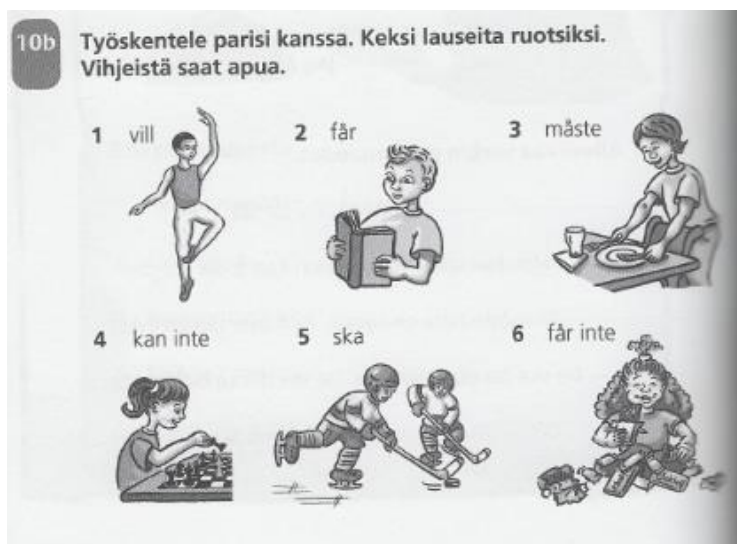 10b
Työskentele parisi kanssa. Keksi lauseita ruotsiksi.
Vihjeistä saat apua.
1 vill
2 får
3 måste
4 kan inte
5 ska
6 får inte